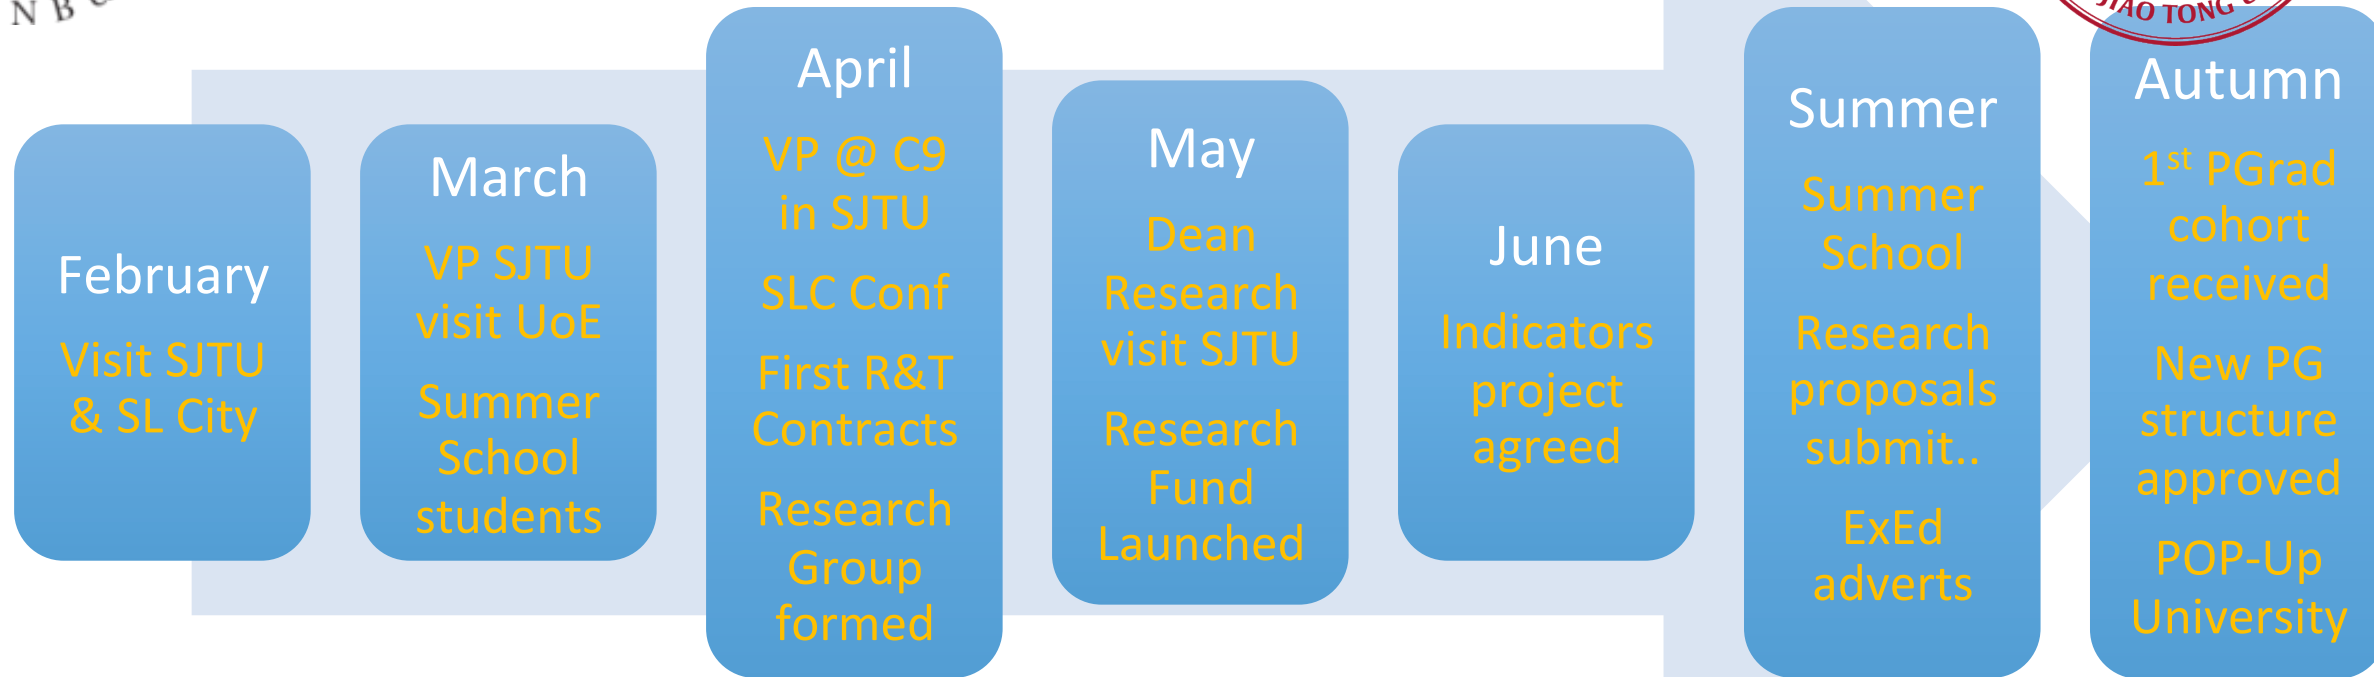 N B
JIAO TONG
February
Visit SJTU
& SL City
March
VP SJTU
visit UoE
Summer
School
students
April
VP @ C9
in SJTU
SLC Conf
First R&T
Contracts
Research
Group
formed
May
Dean
Research
visit SJTU
Research
Fund
Launched
June
Indicators
project
agreed
Summer
Summer
School
Research
proposals
submit..
ExEd
adverts
Autumn
1st PGrad
cohort
received
New PG
structure
approved
POP-Up
University